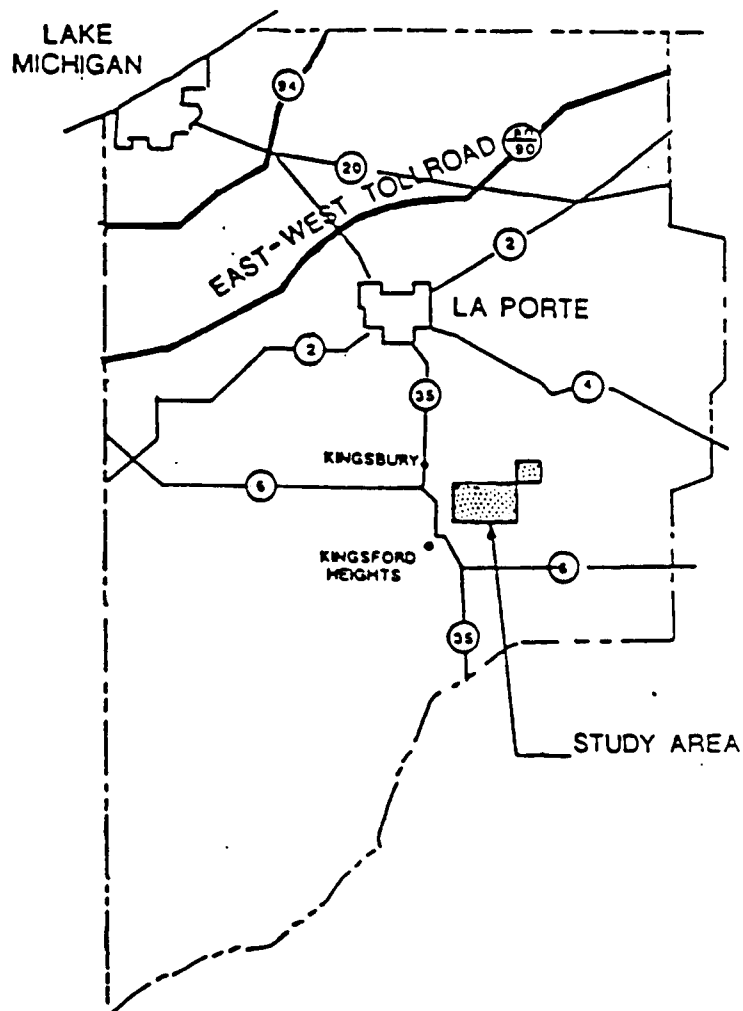 LAKE
MICHIGAN
94
20
80
90
EAST-WEST TOLLROAD
2
LA PORTE
2
35
4
KINGSBURY
6
KINGSFORD
HEIGHTS
6
35
STUDY AREA